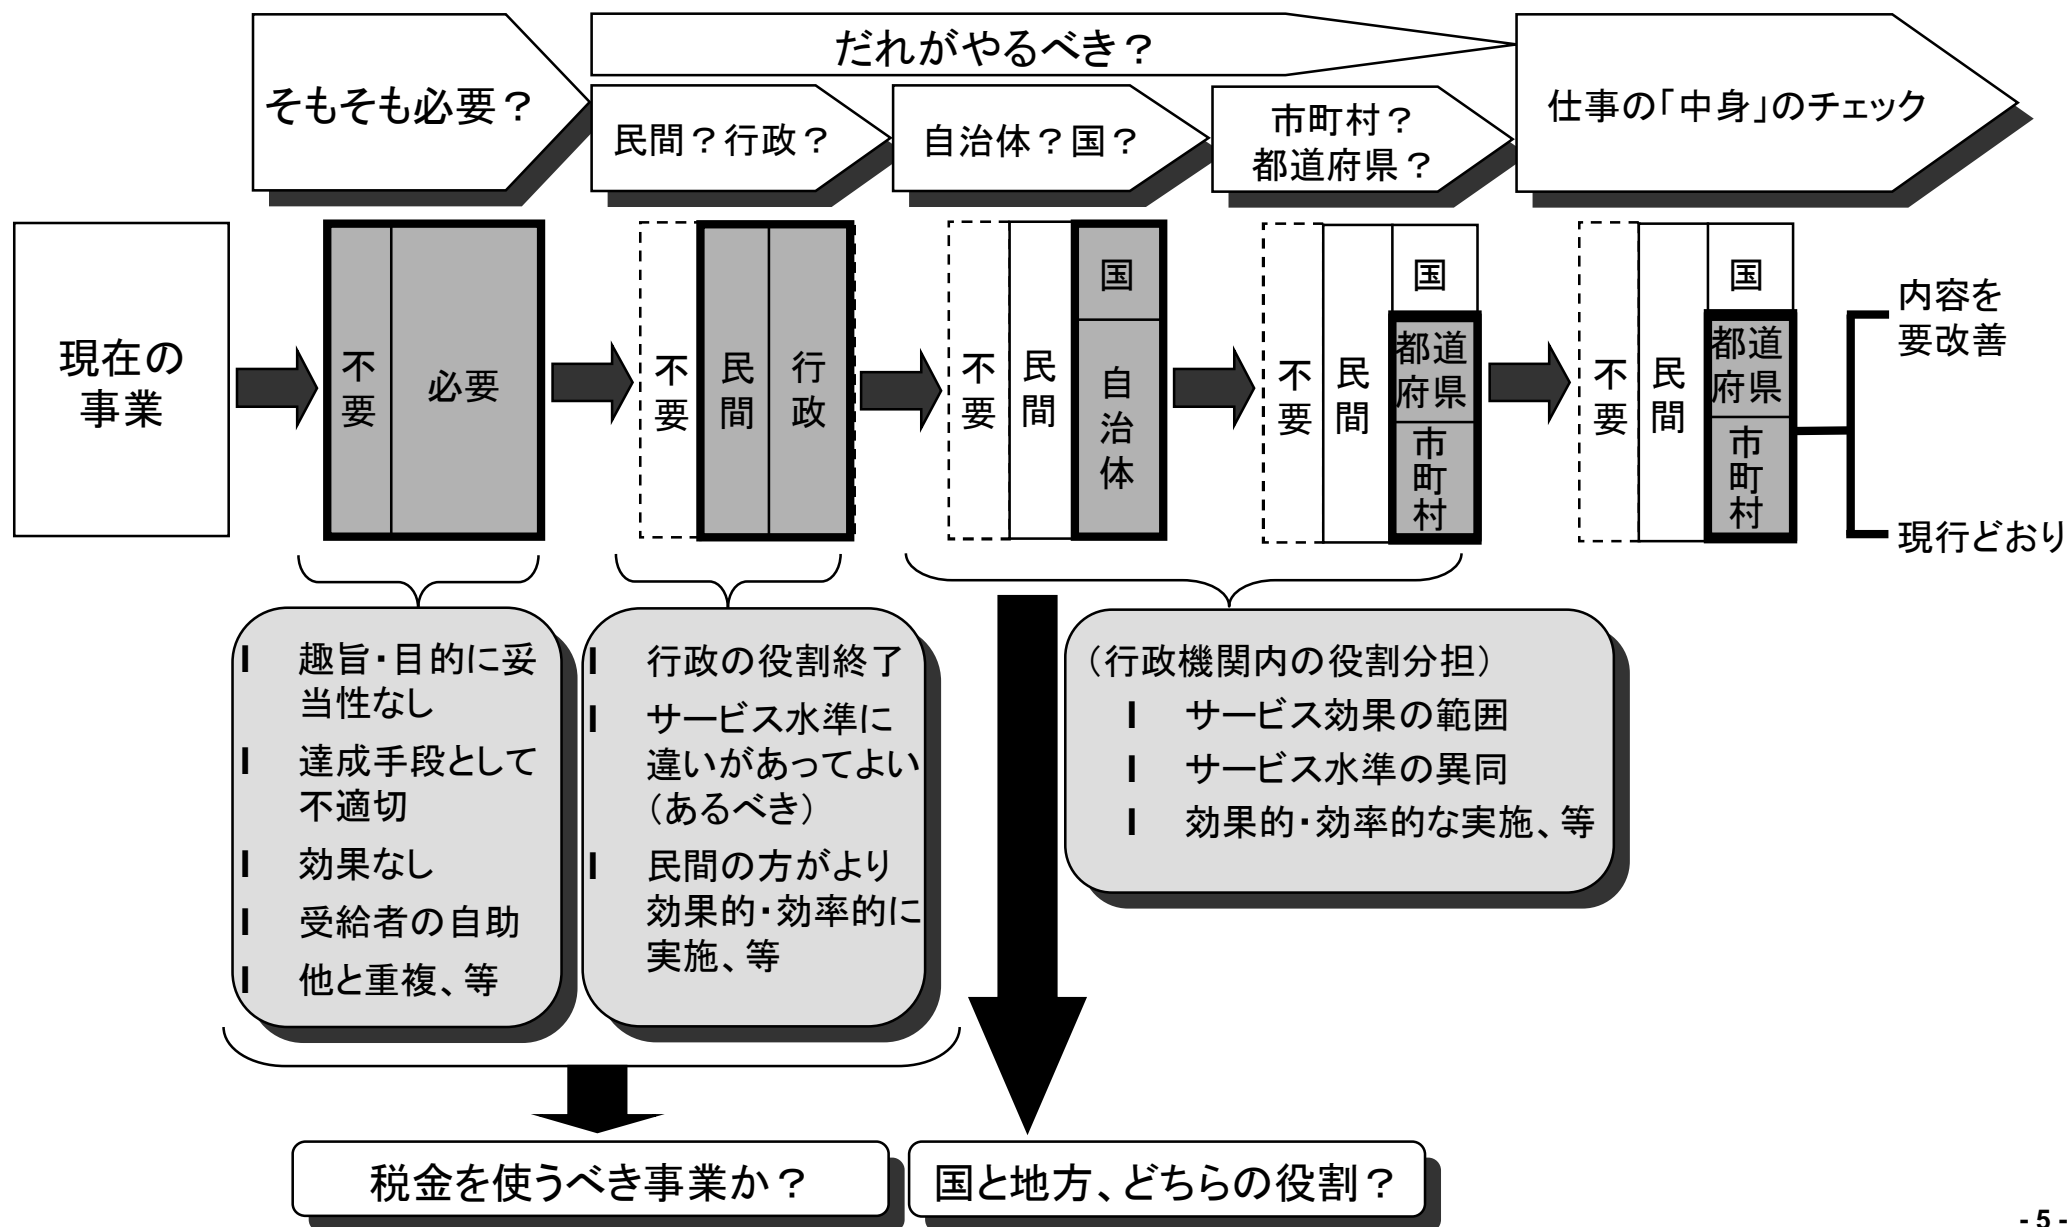 だれがやるべき？
そもそも必要？
民間？行政？
自治体？国？
市町村？
都道府県？
仕事の「中身」のチェック
現在の
事業
不要
必要
不要
民間
行政
不要
民間
国
自治体
不要
民間
国
都道
府県
市町村
不要
民間
国
都道
府県
市町村
内容を
要改善
現行どおり
l 趣旨・目的に妥
当性なし
l 達成手段として
不適切
l 効果なし
l 受給者の自助
l 他と重複、等
l 行政の役割終了
l サービス水準に
違いがあってよい
（あるべき）
l 民間の方がより
効果的・効率的に
実施、等
（行政機関内の役割分担）
l サービス効果の範囲
l サービス水準の異同
l 効果的・効率的な実施、等
税金を使うべき事業か？
国と地方、どちらの役割？
- 5 -